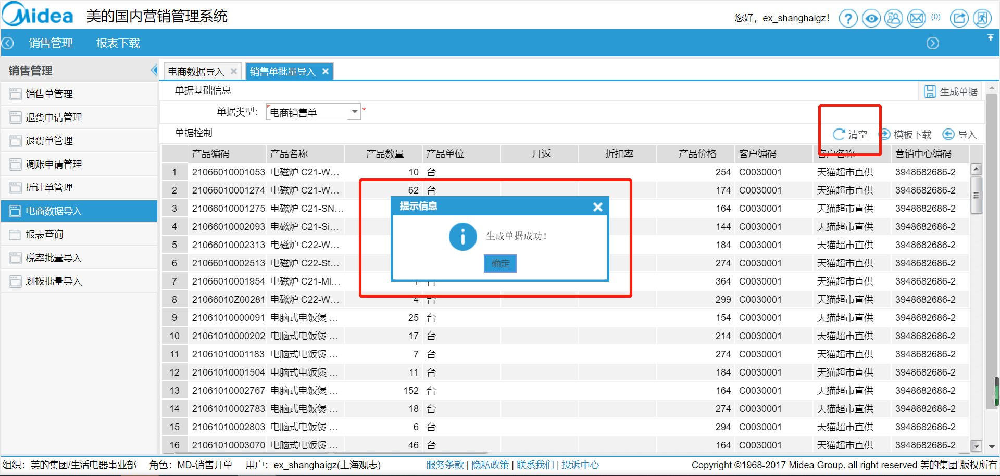 Midea 美的国内营销管理系统 您好，ex_shanghaigz! (0)
销售管理 报表下载
销售管理
销售单管理
退货申请管理
退货单管理
调账申请管理
折让单管理
电商数据导入
报表查询
税率批量导入
划拨批量导入
电商数据导入 销售单批量导入
单据基础信息 生成单据
单据类型： 电商销售单 *
单据控制 清空 模板下载 导入
产品编码 产品名称 产品数量 产品单位 月返 折扣率 产品价格 客户编码 客户名称 营销中心编码
1 21066010001053 电磁炉 C21-W... 10 台 254 C0030001 天猫超市直供 3948682686-2
2 21066010001274 电磁炉 C21-W... 62 台 174 C0030001 天猫超市直供 3948682686-2
3 21066010001275 电磁炉 C21-SN... 164 C0030001 天猫超市直供 3948682686-2
4 21066010002093 电磁炉 C21-Si... 144 C0030001 天猫超市直供 3948682686-2
5 21066010002313 电磁炉 C22-W... 184 C0030001 天猫超市直供 3948682686-2
6 21066010002513 电磁炉 C22-St... 274 C0030001 天猫超市直供 3948682686-2
7 21066010001954 电磁炉 C21-Mi... 台 364 C0030001 天猫超市直供 3948682686-2
8 21066010Z00281 电磁炉 C22-W... 4 台 299 C0030001 天猫超市直供 3948682686-2
9 21061010000091 电脑式电饭煲 ... 25 台 154 C0030001 天猫超市直供 3948682686-2
10 21061010000202 电脑式电饭煲 ... 17 台 214 C0030001 天猫超市直供 3948682686-2
11 21061010001183 电脑式电饭煲 ... 7 台 274 C0030001 天猫超市直供 3948682686-2
12 21061010001504 电脑式电饭煲 ... 11 台 184 C0030001 天猫超市直供 3948682686-2
13 21061010002767 电脑式电饭煲 ... 152 台 164 C0030001 天猫超市直供 3948682686-2
14 21061010002783 电脑式电饭煲 ... 18 台 274 C0030001 天猫超市直供 3948682686-2
15 21061010002803 电脑式电饭煲 ... 6 台 294 C0030001 天猫超市直供 3948682686-2
16 21061010003070 电脑式电饭煲 ... 46 台 164 C0030001 天猫超市直供 3948682686-2
提示信息
生成单据成功!
确定
组织：美的集团/生活电器事业部 角色：MD-销售开单 用户：ex_shanghaigz(上海观志) 服务条款 | 隐私政策 | 联系我们 | 投诉中心 Copyright ©1968-2017 Midea Group. all right reserved 美的集团 版权所有